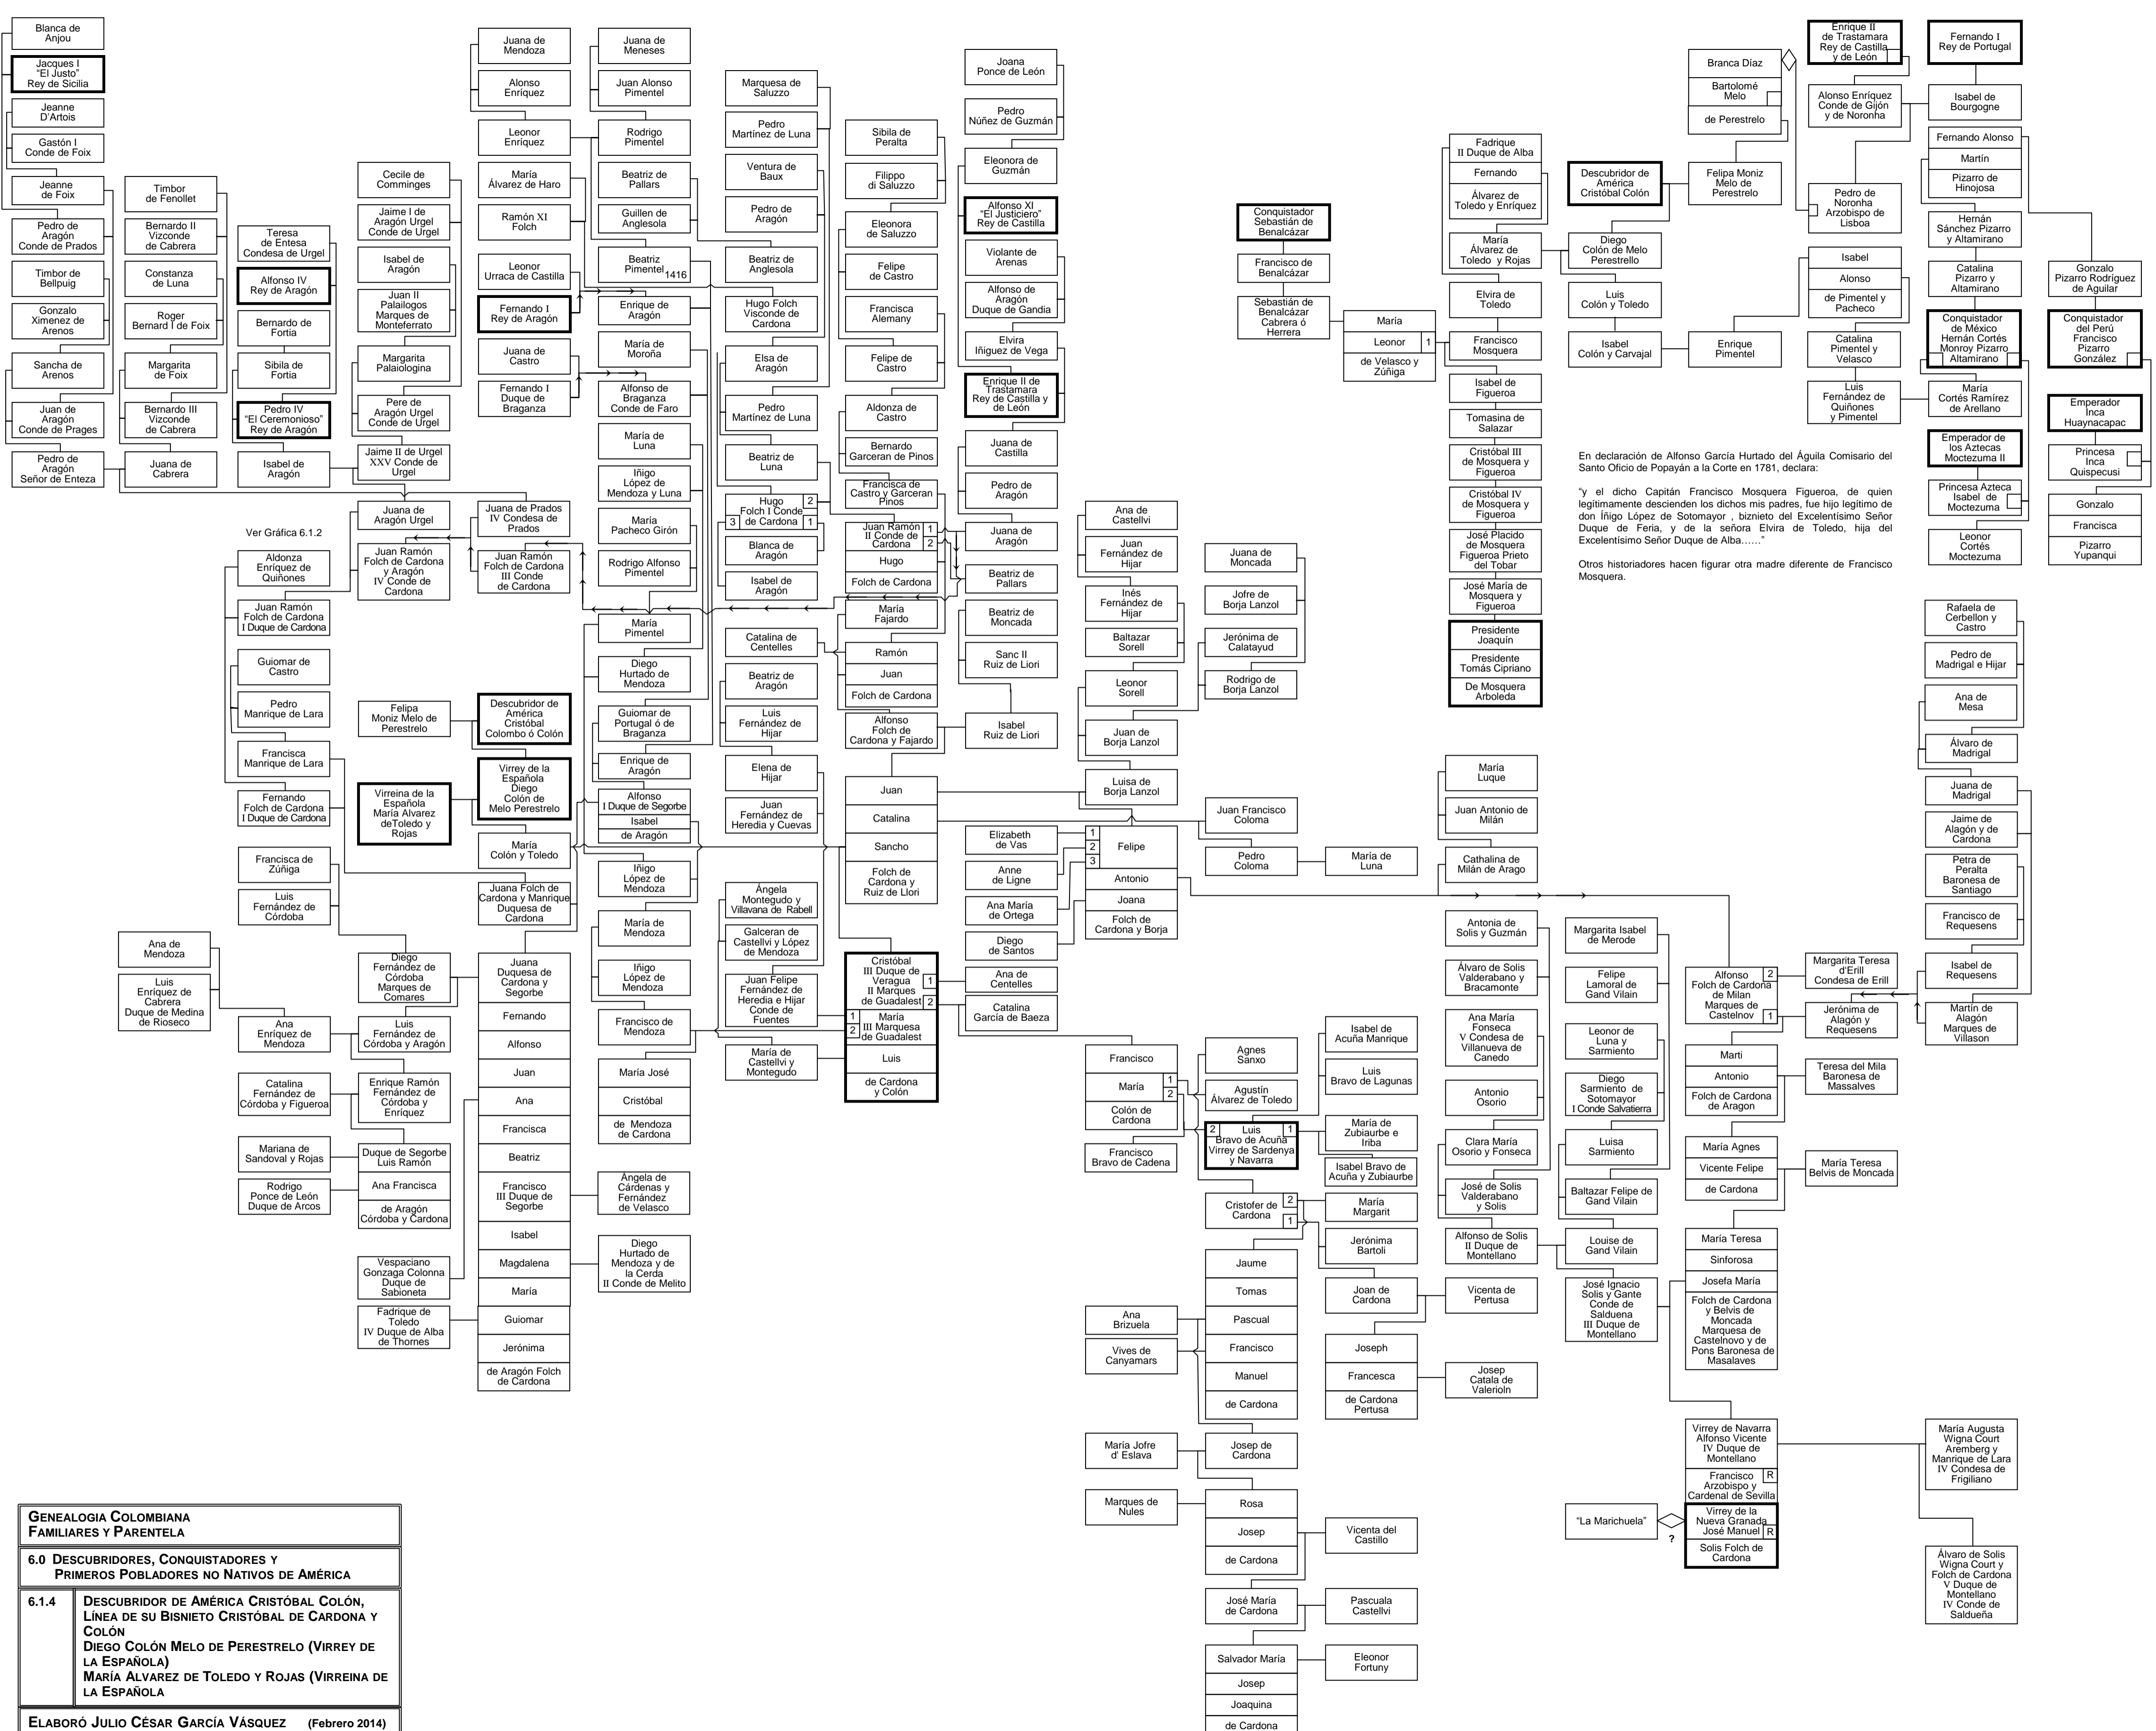 Blanca de
Anjou
Jacques I
"El Justo"
Rey de Sicilia
Jeanne
D'Artois
Gastón I
Conde de Foix
Jeanne
de Foix
Pedro de
Aragón
Conde de Prados
Timbor de
Bellpuig
Gonzalo
Ximenez de
Arenos
Sancha de
Arenos
Juan de
Aragón
Conde de Prages
Pedro de
Aragón
Señor de Enteza
Timbor
de Fenollet
Bernardo II
Vizconde
de Cabrera
Constanza
de Luna
Roger
Bernard I de Foix
Margarita
de Foix
Bernardo III
Vizconde
de Cabrera
Juana de
Cabrera
Teresa
de Entesa
Condesa de Urgel
Alfonso IV
Rey de Aragón
Bernardo de
Fortia
Sibila de
Fortia
Pedro IV
"El Ceremonioso"
Rey de Aragón
Isabel de
Aragón
Ver Gráfica 6.1.2
Aldonza
Enríquez de
Quiñones
Juan Ramón
Folch de Cardona
I Duque de Cardona
Guiomar de
Castro
Pedro
Manrique de Lara
Francisca
Manrique de Lara
Fernando
Folch de Cardona
I Duque de Cardona
Francisca de
Zúñiga
Luis
Fernández de
Córdoba
Ana de
Mendoza
Luis
Enríquez de
Cabrera
Duque de Medina
de Rioseco
Ana
Enríquez de
Mendoza
Catalina
Fernández de
Córdoba y Figueroa
Mariana de
Sandoval y Rojas
Rodrigo
Ponce de León
Duque de Arcos
Cecile de
Comminges
Jaime I de
Aragón Urgel
Conde de Urgel
Isabel de
Aragón
Juan II
Palailogos
Marques de
Monteferrato
Margarita
Palaiologina
Pere de
Aragón Urgel
Conde de Urgel
Jaime II de Urgel
XXV Conde de
Urgel
Juana de
Aragón Urgel
Juan Ramón
Folch de Cardona
y Aragón
IV Conde de
Cardona
Felipa
Moniz Melo de
Perestrelo
Virreina de la
Española
María Alvarez
deToledo y
Rojas
Diego
Fernández de
Córdoba
Marques de
Comares
Luis
Fernández de
Córdoba y Aragón
Enrique Ramón
Fernández de
Córdoba y
Enríquez
Duque de Segorbe
Luis Ramón
Ana Francisca
de Aragón
Córdoba y Cardona
Vespaciano
Gonzaga Colonna
Duque de
Sabioneta
Fadrique de
Toledo
IV Duque de Alba
de Thornes
Juana de
Mendoza
Alonso
Enríquez
Leonor
Enríquez
María
Álvarez de Haro
Ramón XI
Folch
Leonor
Urraca de Castilla
Fernando I
Rey de Aragón
Juana de
Castro
Fernando I
Duque de
Braganza
Juana de Prados
IV Condesa de
Prados
Juan Ramón
Folch de Cardona
III Conde
de Cardona
Descubridor de
América
Cristóbal
Colombo ó Colón
Virrey de la
Española
Diego
Colón de
Melo Perestrelo
María
Colón y Toledo
Juana Folch de
Cardona y Manrique
Duquesa de
Cardona
Juana
Duquesa de
Cardona y
Segorbe
Fernando
Alfonso
Juan
Ana
Francisca
Beatriz
Francisco
III Duque de
Segorbe
Isabel
Magdalena
María
Guiomar
Jerónima
de Aragón Folch
de Cardona
Juana de
Meneses
Juan Alonso
Pimentel
Rodrigo
Pimentel
Beatriz de
Pallars
Guillen de
Anglesola
Beatriz
Pimentel 1416
Enrique de
Aragón
María de
Moroña
Alfonso de
Braganza
Conde de Faro
María de
Luna
Iñigo
López de
Mendoza y Luna
María
Pacheco Girón
Rodrigo Alfonso
Pimentel
María
Pimentel
Diego
Hurtado de
Mendoza
Guiomar de
Portugal ó de
Braganza
Enrique de
Aragón
Alfonso
I Duque de Segorbe
Isabel
de Aragón
Iñigo
López de
Mendoza
María de
Mendoza
Iñigo
López de
Mendoza
Francisco de
Mendoza
María José
Cristóbal
de Mendoza
de Cardona
Ángela de
Cárdenas y
Fernández
de Velasco
Diego
Hurtado de
Mendoza y de
la Cerda
II Conde de Melito
Marquesa de
Saluzzo
Pedro
Martínez de Luna
Ventura de
Baux
Pedro de
Aragón
Beatriz de
Anglesola
Hugo Folch
Visconde de
Cardona
Elsa de
Aragón
Pedro
Martínez de Luna
Beatriz de
Luna
Hugo 2
Folch I Conde
3 de Cardona 1
Blanca de
Aragón
Isabel de
Aragón
Catalina de
Centelles
Beatriz de
Aragón
Luis
Fernández de
Hijar
Elena de
Hijar
Juan
Fernández de
Heredia y Cuevas
Ángela
Montegudo y
Villavana de Rabell
Galceran de
Castellvi y López
de Mendoza
Juan Felipe
Fernández de
Heredia e Hijar
Conde de
Fuentes
María de
Castellvi y
Montegudo
Sibila de
Peralta
Filippo
di Saluzzo
Eleonora
de Saluzzo
Felipe
de Castro
Francisca
Alemany
Felipe de
Castro
Aldonza de
Castro
Bernardo
Garceran de Pinos
Francisca de
Castro y Garceran
Pinos
Juan Ramón 1
II Conde de
Cardona 2
Hugo
Folch de Cardona
María
Fajardo
Ramón
Juan
Folch de Cardona
Alfonso
Folch de
Cardona y Fajardo
Juan
Catalina
Sancho
Folch de
Cardona y
Ruiz de Llori
Cristóbal
III Duque de
Veragua 1
II Marques
de Guadalest 2
1 María
2 III Marquesa
de Guadalest
Luis
de Cardona
y Colón
Joana
Ponce de León
Pedro
Núñez de Guzmán
Eleonora de
Guzmán
Alfonso XI
"El Justiciero"
Rey de Castilla
Violante de
Arenas
Alfonso de
Aragón
Duque de Gandia
Elvira
Iñiguez de Vega
Enrique II de
Trastamara
Rey de Castilla y
de León
Juana de
Castilla
Pedro de
Aragón
Juana de
Aragón
Beatriz de
Pallars
Beatriz de
Moncada
Sanc II
Ruiz de Liori
Isabel
Ruiz de Liori
Elizabeth
de Vas
Anne
de Ligne
Ana María
de Ortega
Diego
de Santos
Ana de
Centelles
Catalina
García de Baeza
Ana de
Castellvi
Juan
Fernández de
Hijar
Inés
Fernández de
Hijar
Baltazar
Sorell
Leonor
Sorell
Juan de
Borja Lanzol
Luisa de
Borja Lanzol
1
2 Felipe
3
Antonio
Joana
Folch de
Cardona y Borja
Francisco
María 1
2
Colón de
Cardona
Francisco
Bravo de Cadena
Ana
Brizuela
Vives de
Canyamars
María Jofre
d' Eslava
Marques de
Nules
Juana de
Moncada
Jofre de
Borja Lanzol
Jerónima de
Calatayud
Rodrigo de
Borja Lanzol
Juan Francisco
Coloma
Pedro
Coloma
María de
Luna
Agnes
Sanxo
Agustín
Álvarez de Toledo
2 Luis 1
Bravo de Acuña
Virrey de Sardenya
y Navarra
Cristofer de 2
Cardona
1
Jaume
Tomas
Pascual
Francisco
Manuel
de Cardona
Josep de
Cardona
Rosa
Josep
de Cardona
José María
de Cardona
Salvador María
Josep
Joaquina
de Cardona
Isabel de
Acuña Manrique
Luis
Bravo de Lagunas
María de
Zubiaurbe e
Iriba
Isabel Bravo de
Acuña y Zubiaurbe
María
Margarit
Jerónima
Bartoli
Joan de
Cardona
Joseph
Francesca
de Cardona
Pertusa
Vicenta del
Castillo
Pascuala
Castellvi
Eleonor
Fortuny
Conquistador
Sebastián de
Benalcázar
Francisco de
Benalcázar
Sebastián de
Benalcázar
Cabrera ó
Herrera
María
Leonor 1
de Velasco y
Zúñiga
Fadrique
II Duque de Alba
Fernando
Álvarez de
Toledo y Enríquez
María
Álvarez de
Toledo y Rojas
Elvira de
Toledo
Francisco
Mosquera
Isabel de
Figueroa
Tomasina de
Salazar
Cristóbal III
de Mosquera y
Figueroa
Cristóbal IV
de Mosquera y
Figueroa
José Placido
de Mosquera
Figueroa Prieto
del Tobar
José María de
Mosquera y
Figueroa
Presidente
Joaquín
Presidente
Tomás Cipriano
De Mosquera
Arboleda
María
Luque
Juan Antonio de
Milán
Cathalina de
Milán de Arago
Antonia de
Solis y Guzmán
Álvaro de Solis
Valderabano y
Bracamonte
Ana María
Fonseca
V Condesa de
Villanueva de
Canedo
Antonio
Osorio
Clara María
Osorio y Fonseca
José de Solis
Valderabano
y Solis
Alfonso de Solis
II Duque de
Montellano
Vicenta de
Pertusa
Josep
Catala de
Valerioln
Descubridor de
América
Cristóbal Colón
Diego
Colón de Melo
Perestrello
Luis
Colón y Toledo
Isabel
Colón y Carvajal
Branca Díaz
Bartolomé
Melo
de Perestrelo
Felipa Moniz
Melo de
Perestrelo
Enrique
Pimentel
Enrique II
de Trastamara
Rey de Castilla
y de León
Alonso Enríquez
Conde de Gijón
y de Noronha
Pedro de
Noronha
Arzobispo de
Lisboa
Isabel
Alonso
de Pimentel y
Pacheco
Catalina
Pimentel y
Velasco
Luis
Fernández de
Quiñones
y Pimentel
Fernando I
Rey de Portugal
Isabel de
Bourgogne
Fernando Alonso
Martín
Pizarro de
Hinojosa
Hernán
Sánchez Pizarro
y Altamirano
Catalina
Pizarro y
Altamirano
Conquistador
de México
Hernán Cortés
Monroy Pizarro
Altamirano
María
Cortés Ramírez
de Arellano
Emperador de
los Aztecas
Moctezuma II
Princesa Azteca
Isabel de
Moctezuma
Leonor
Cortés
Moctezuma
Gonzalo
Pizarro Rodríguez
de Aguilar
Conquistador
del Perú
Francisco
Pizarro
González
Emperador
Inca
Huaynacapac
Princesa
Inca
Quispecusi
Gonzalo
Francisca
Pizarro
Yupanqui
En declaración de Alfonso García Hurtado del Águila Comisario del
Santo Oficio de Popayán a la Corte en 1781, declara:
"y el dicho Capitán Francisco Mosquera Figueroa, de quien
legítimamente descienden los dichos mis padres, fue hijo legítimo de
don Íñigo López de Sotomayor , biznieto del Excelentísimo Señor
Duque de Feria, y de la señora Elvira de Toledo, hija del
Excelentísimo Señor Duque de Alba……"
Otros historiadores hacen figurar otra madre diferente de Francisco
Mosquera.
Margarita Isabel
de Merode
Felipe
Lamoral de
Gand Vilain
Leonor de
Luna y
Sarmiento
Diego
Sarmiento de
Sotomayor
I Conde Salvatierra
Luisa
Sarmiento
Baltazar Felipe de
Gand Vilain
Louise de
Gand Vilain
José Ignacio
Solis y Gante
Conde de
Salduena
III Duque de
Montellano
Alfonso 2
Folch de Cardona
de Milan
Marques de
Castelnov 1
Marti
Antonio
Folch de Cardona
de Aragon
María Agnes
Vicente Felipe
de Cardona
María Teresa
Sinforosa
Josefa María
Folch de Cardona
y Belvis de
Moncada
Marquesa de
Castelnovo y de
Pons Baronesa de
Masalaves
Margarita Teresa
d'Erill
Condesa de Erill
Jerónima de
Alagón y
Requesens
Teresa del Mila
Baronesa de
Massalves
María Teresa
Belvis de Moncada
Rafaela de
Cerbellon y
Castro
Pedro de
Madrigal e Hijar
Ana de
Mesa
Álvaro de
Madrigal
Juana de
Madrigal
Jaime de
Alagón y de
Cardona
Petra de
Peralta
Baronesa de
Santiago
Francisco de
Requesens
Isabel de
Requesens
Martín de
Alagón
Marques de
Villason
Virrey de Navarra
Alfonso Vicente
IV Duque de
Montellano
Francisco R
Arzobispo y
Cardenal de Sevilla
Virrey de la
Nueva Granada
José Manuel R
Solis Folch de
Cardona
"La Marichuela"
?
María Augusta
Wigna Court
Aremberg y
Manrique de Lara
IV Condesa de
Frigiliano
Álvaro de Solis
Wigna Court y
Folch de Cardona
V Duque de
Montellano
IV Conde de
Saldueña
GENEALOGIA COLOMBIANA
FAMILIARES Y PARENTELA
6.0 DESCUBRIDORES, CONQUISTADORES Y
PRIMEROS POBLADORES NO NATIVOS DE AMÉRICA
6.1.4 DESCUBRIDOR DE AMÉRICA CRISTÓBAL COLÓN,
LÍNEA DE SU BISNIETO CRISTÓBAL DE CARDONA Y
COLÓN
DIEGO COLÓN MELO DE PERESTRELO (VIRREY DE
LA ESPAÑOLA)
MARÍA ALVAREZ DE TOLEDO Y ROJAS (VIRREINA DE
LA ESPAÑOLA
ELABORÓ JULIO CÉSAR GARCÍA VÁSQUEZ (Febrero 2014)